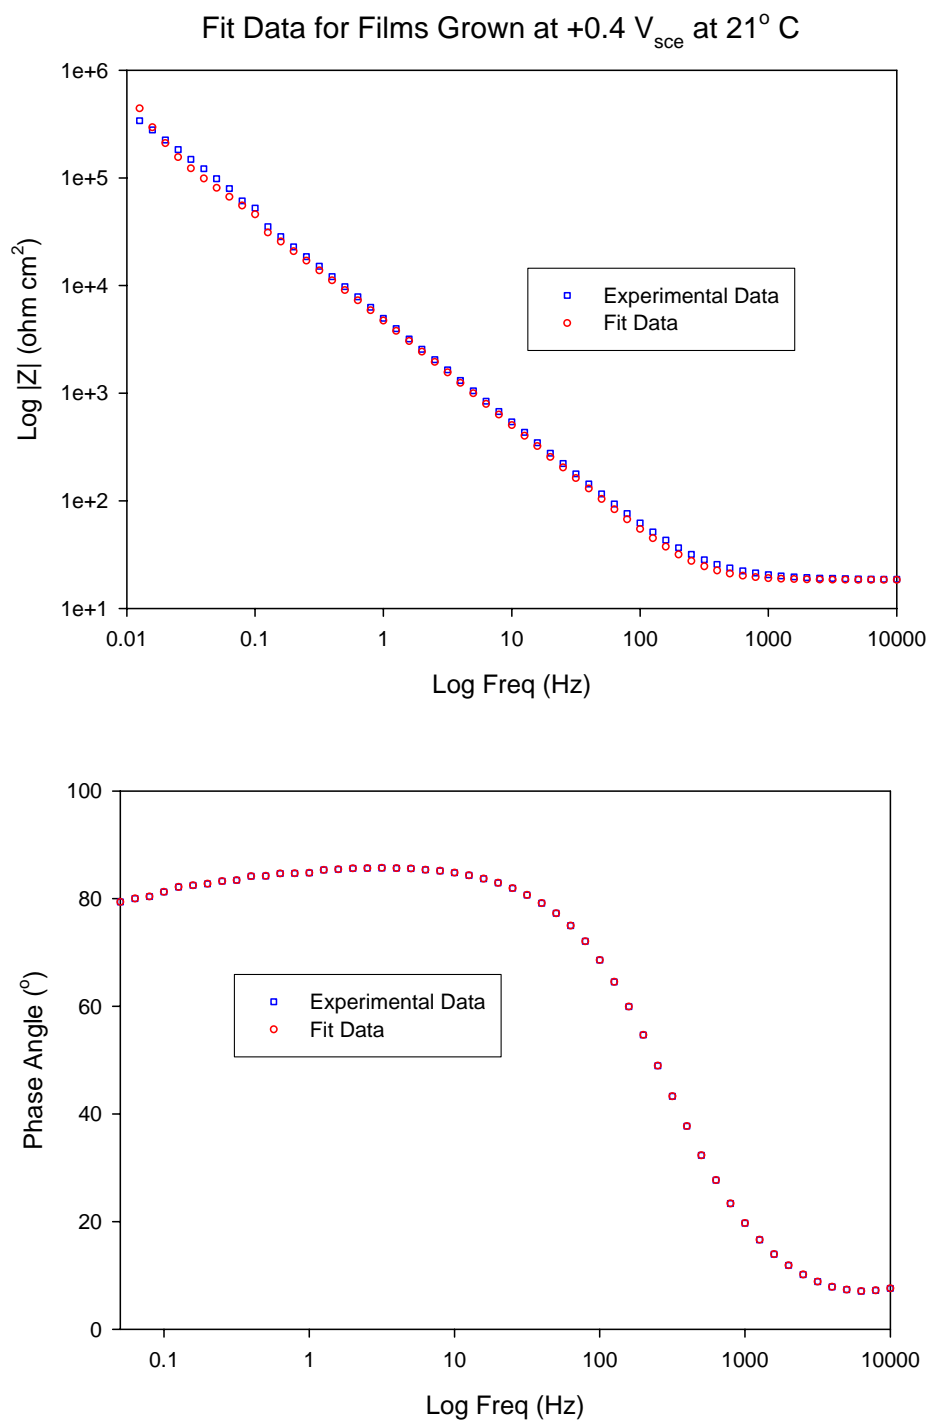 Fit Data for Films Grown at +0.4 Vsce at 21° C
1e+6
1e+5
1e+4
1e+3
1e+2
1e+1
Log |Z| (ohm cm²)
Experimental Data
Fit Data
0.01 0.1 1 10 100 1000 10000
Log Freq (Hz)
100
80
60
40
20
0
Phase Angle (°)
Experimental Data
Fit Data
0.1 1 10 100 1000 10000
Log Freq (Hz)